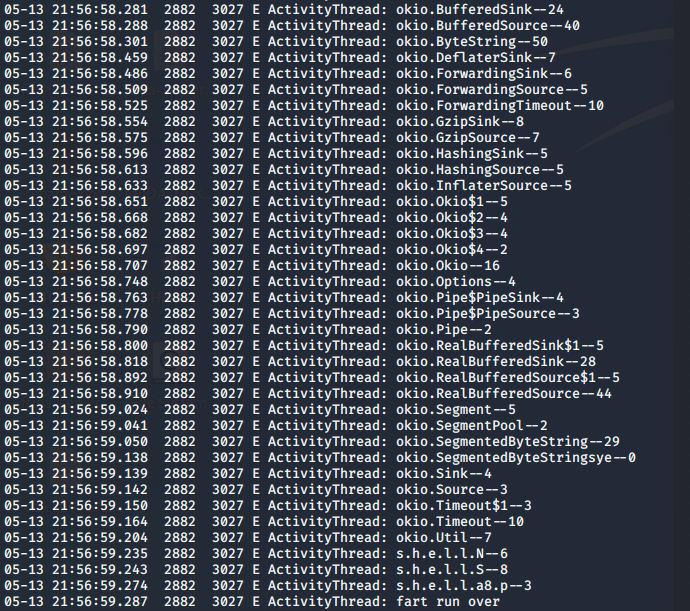 05-13 21:56:58.281  2882  3027 E ActivityThread: okio.BufferedSink--24
05-13 21:56:58.288  2882  3027 E ActivityThread: okio.BufferedSource--40
05-13 21:56:58.301  2882  3027 E ActivityThread: okio.ByteString--50
05-13 21:56:58.459  2882  3027 E ActivityThread: okio.DeflaterSink--7
05-13 21:56:58.486  2882  3027 E ActivityThread: okio.ForwardingSink--6
05-13 21:56:58.509  2882  3027 E ActivityThread: okio.ForwardingSource--5
05-13 21:56:58.525  2882  3027 E ActivityThread: okio.ForwardingTimeout--10
05-13 21:56:58.554  2882  3027 E ActivityThread: okio.GzipSink--8
05-13 21:56:58.575  2882  3027 E ActivityThread: okio.GzipSource--7
05-13 21:56:58.596  2882  3027 E ActivityThread: okio.HashingSink--5
05-13 21:56:58.613  2882  3027 E ActivityThread: okio.HashingSource--5
05-13 21:56:58.633  2882  3027 E ActivityThread: okio.InflaterSource--5
05-13 21:56:58.651  2882  3027 E ActivityThread: okio.Okio$1--5
05-13 21:56:58.668  2882  3027 E ActivityThread: okio.Okio$2--4
05-13 21:56:58.682  2882  3027 E ActivityThread: okio.Okio$3--4
05-13 21:56:58.697  2882  3027 E ActivityThread: okio.Okio$4--2
05-13 21:56:58.707  2882  3027 E ActivityThread: okio.Okio--16
05-13 21:56:58.748  2882  3027 E ActivityThread: okio.Options--4
05-13 21:56:58.763  2882  3027 E ActivityThread: okio.Pipe$PipeSink--4
05-13 21:56:58.778  2882  3027 E ActivityThread: okio.Pipe$PipeSource--3
05-13 21:56:58.790  2882  3027 E ActivityThread: okio.Pipe--2
05-13 21:56:58.800  2882  3027 E ActivityThread: okio.RealBufferedSink$1--5
05-13 21:56:58.818  2882  3027 E ActivityThread: okio.RealBufferedSink--28
05-13 21:56:58.892  2882  3027 E ActivityThread: okio.RealBufferedSource$1--5
05-13 21:56:58.910  2882  3027 E ActivityThread: okio.RealBufferedSource--44
05-13 21:56:59.024  2882  3027 E ActivityThread: okio.Segment--5
05-13 21:56:59.041  2882  3027 E ActivityThread: okio.SegmentPool--2
05-13 21:56:59.050  2882  3027 E ActivityThread: okio.SegmentedByteString--29
05-13 21:56:59.138  2882  3027 E ActivityThread: okio.SegmentedByteStringsye--0
05-13 21:56:59.139  2882  3027 E ActivityThread: okio.Sink--4
05-13 21:56:59.142  2882  3027 E ActivityThread: okio.Source--3
05-13 21:56:59.150  2882  3027 E ActivityThread: okio.Timeout$1--3
05-13 21:56:59.164  2882  3027 E ActivityThread: okio.Timeout--10
05-13 21:56:59.204  2882  3027 E ActivityThread: okio.Util--7
05-13 21:56:59.235  2882  3027 E ActivityThread: s.h.e.l.l.N--6
05-13 21:56:59.243  2882  3027 E ActivityThread: s.h.e.l.l.S--8
05-13 21:56:59.274  2882  3027 E ActivityThread: s.h.e.l.l.a8.p--3
05-13 21:56:59.287  2882  3027 E ActivityThread: fart run over